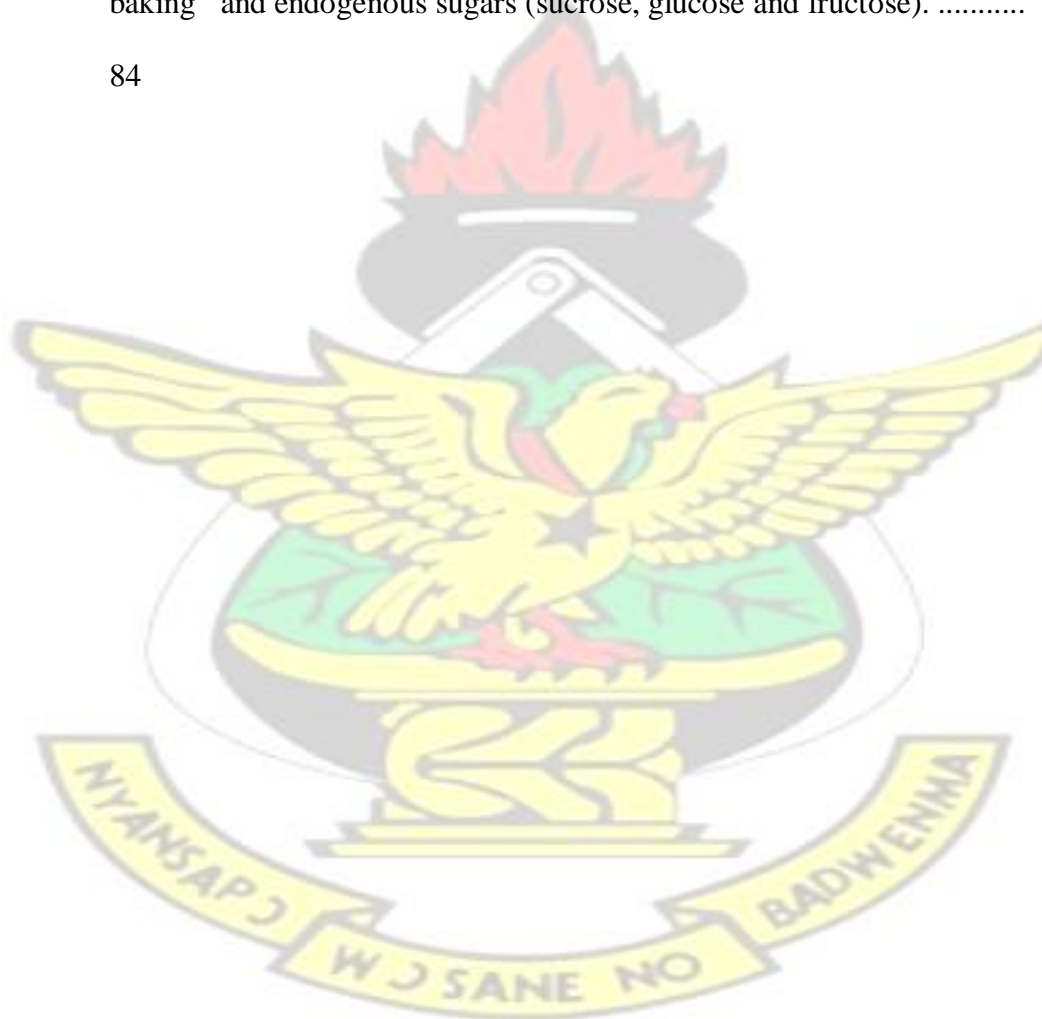 baking and endogenous sugars (sucrose, glucose and fructose). ...........
84
NYANSAPƆ
WƆSANE NO
BADWENMA